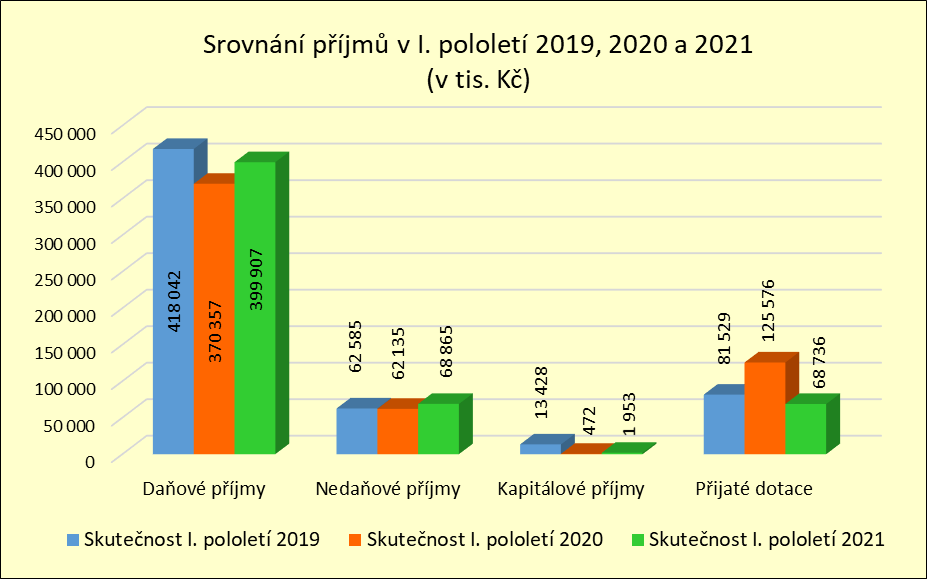 Srovnání příjmů v I. pololetí 2019, 2020 a 2021
(v tis. Kč)
450 000
400 000
350 000
300 000
250 000
200 000
150 000
100 000
50 000
0
418 042
370 357
399 907
62 585
62 135
68 865
13 428
472
1 953
81 529
125 576
68 736
Daňové příjmy
Nedaňové příjmy
Kapitálové příjmy
Přijaté dotace
Skutečnost I. pololetí 2019
Skutečnost I. pololetí 2020
Skutečnost I. pololetí 2021